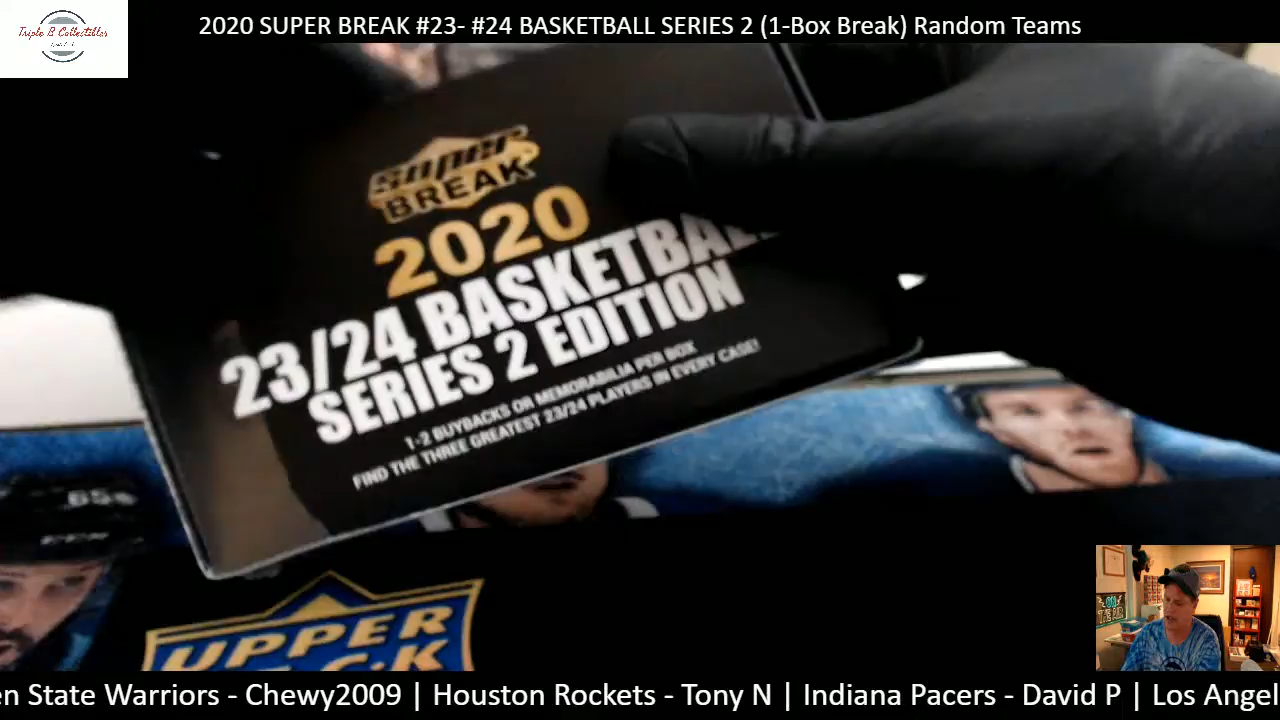 Triple B Collectibles
2020 SUPER BREAK #23- #24 BASKETBALL SERIES 2 (1-Box Break) Random Teams
super
BREAK
2020
23/24 BASKETBALL
SERIES 2 EDITION
1-2 BUYBACKS OR MEMORABILIA PER BOX
FIND THE THREE GREATEST 23/24 PLAYERS IN EVERY CASE!
UPPER
DECK
en State Warriors - Chewy2009 | Houston Rockets - Tony N | Indiana Pacers - David P | Los Angel